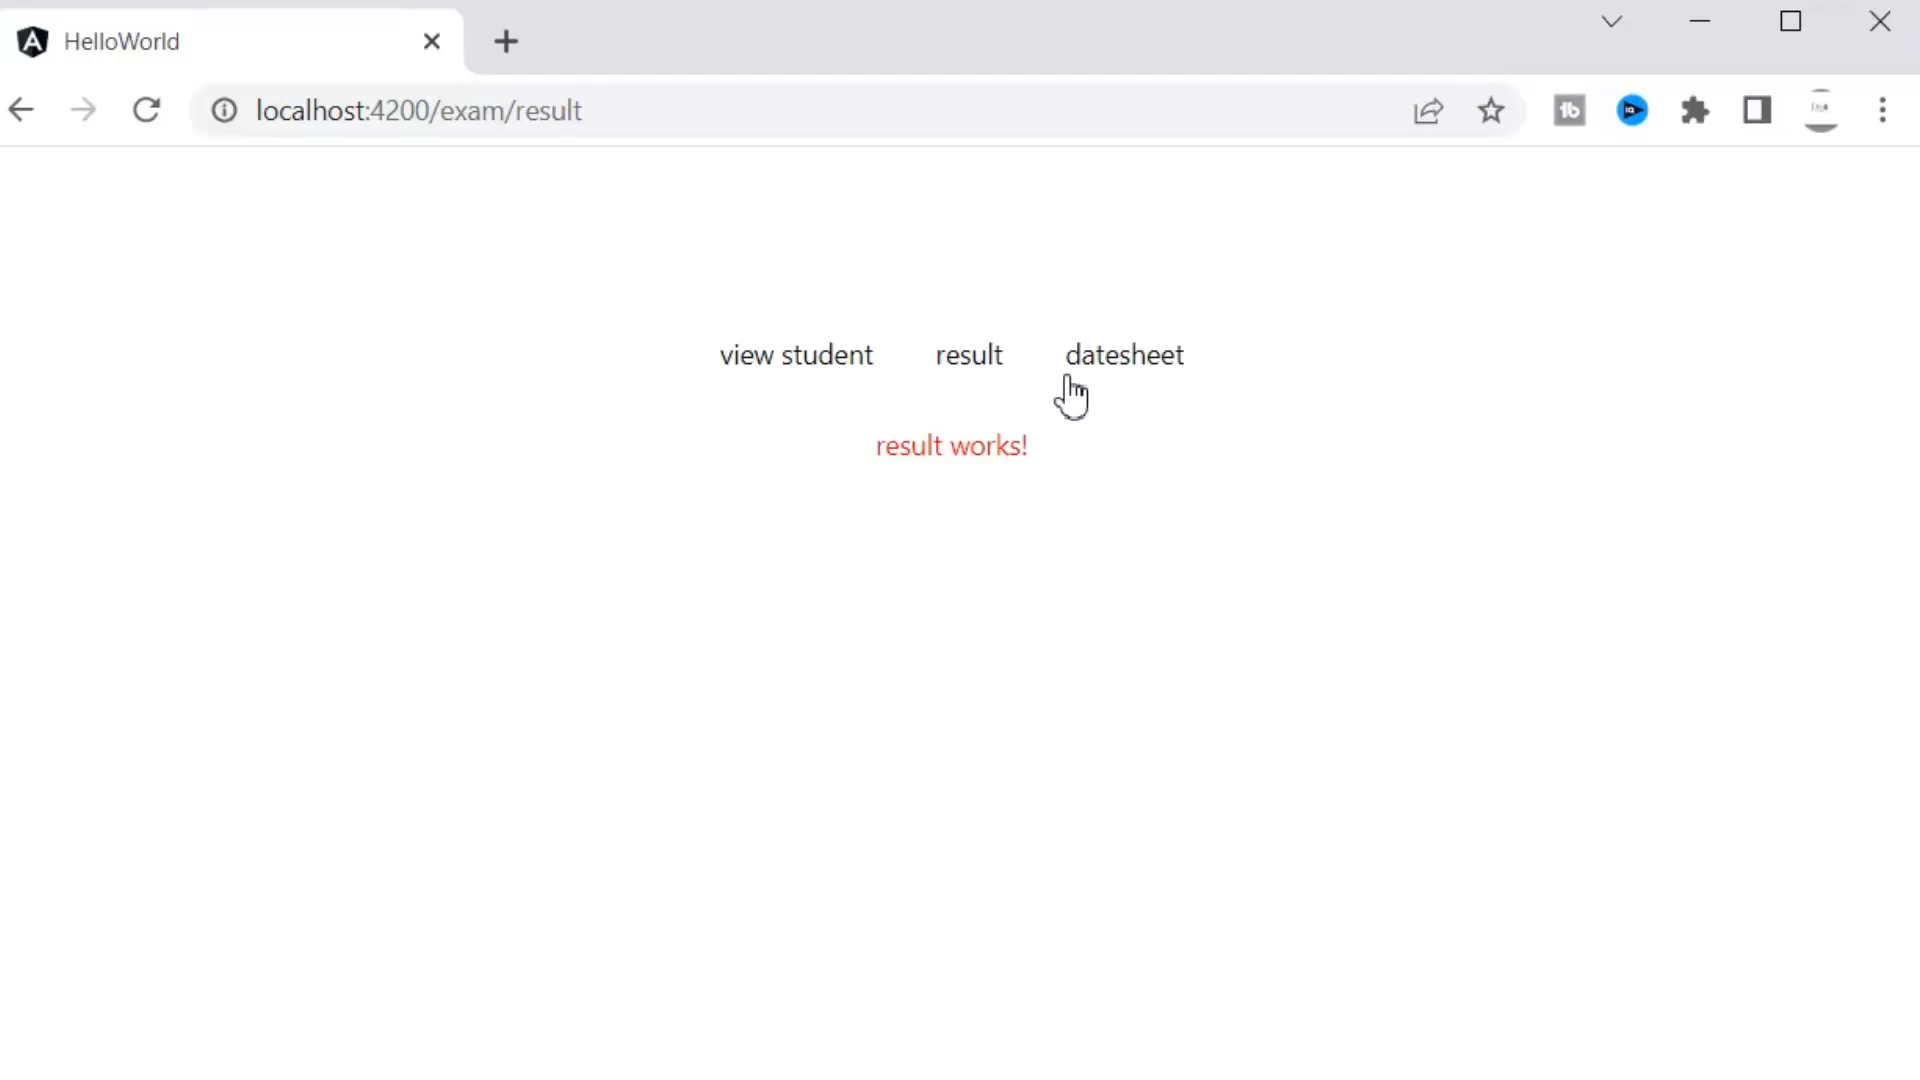 HelloWorld
localhost:4200/exam/result
view student result datesheet
result works!